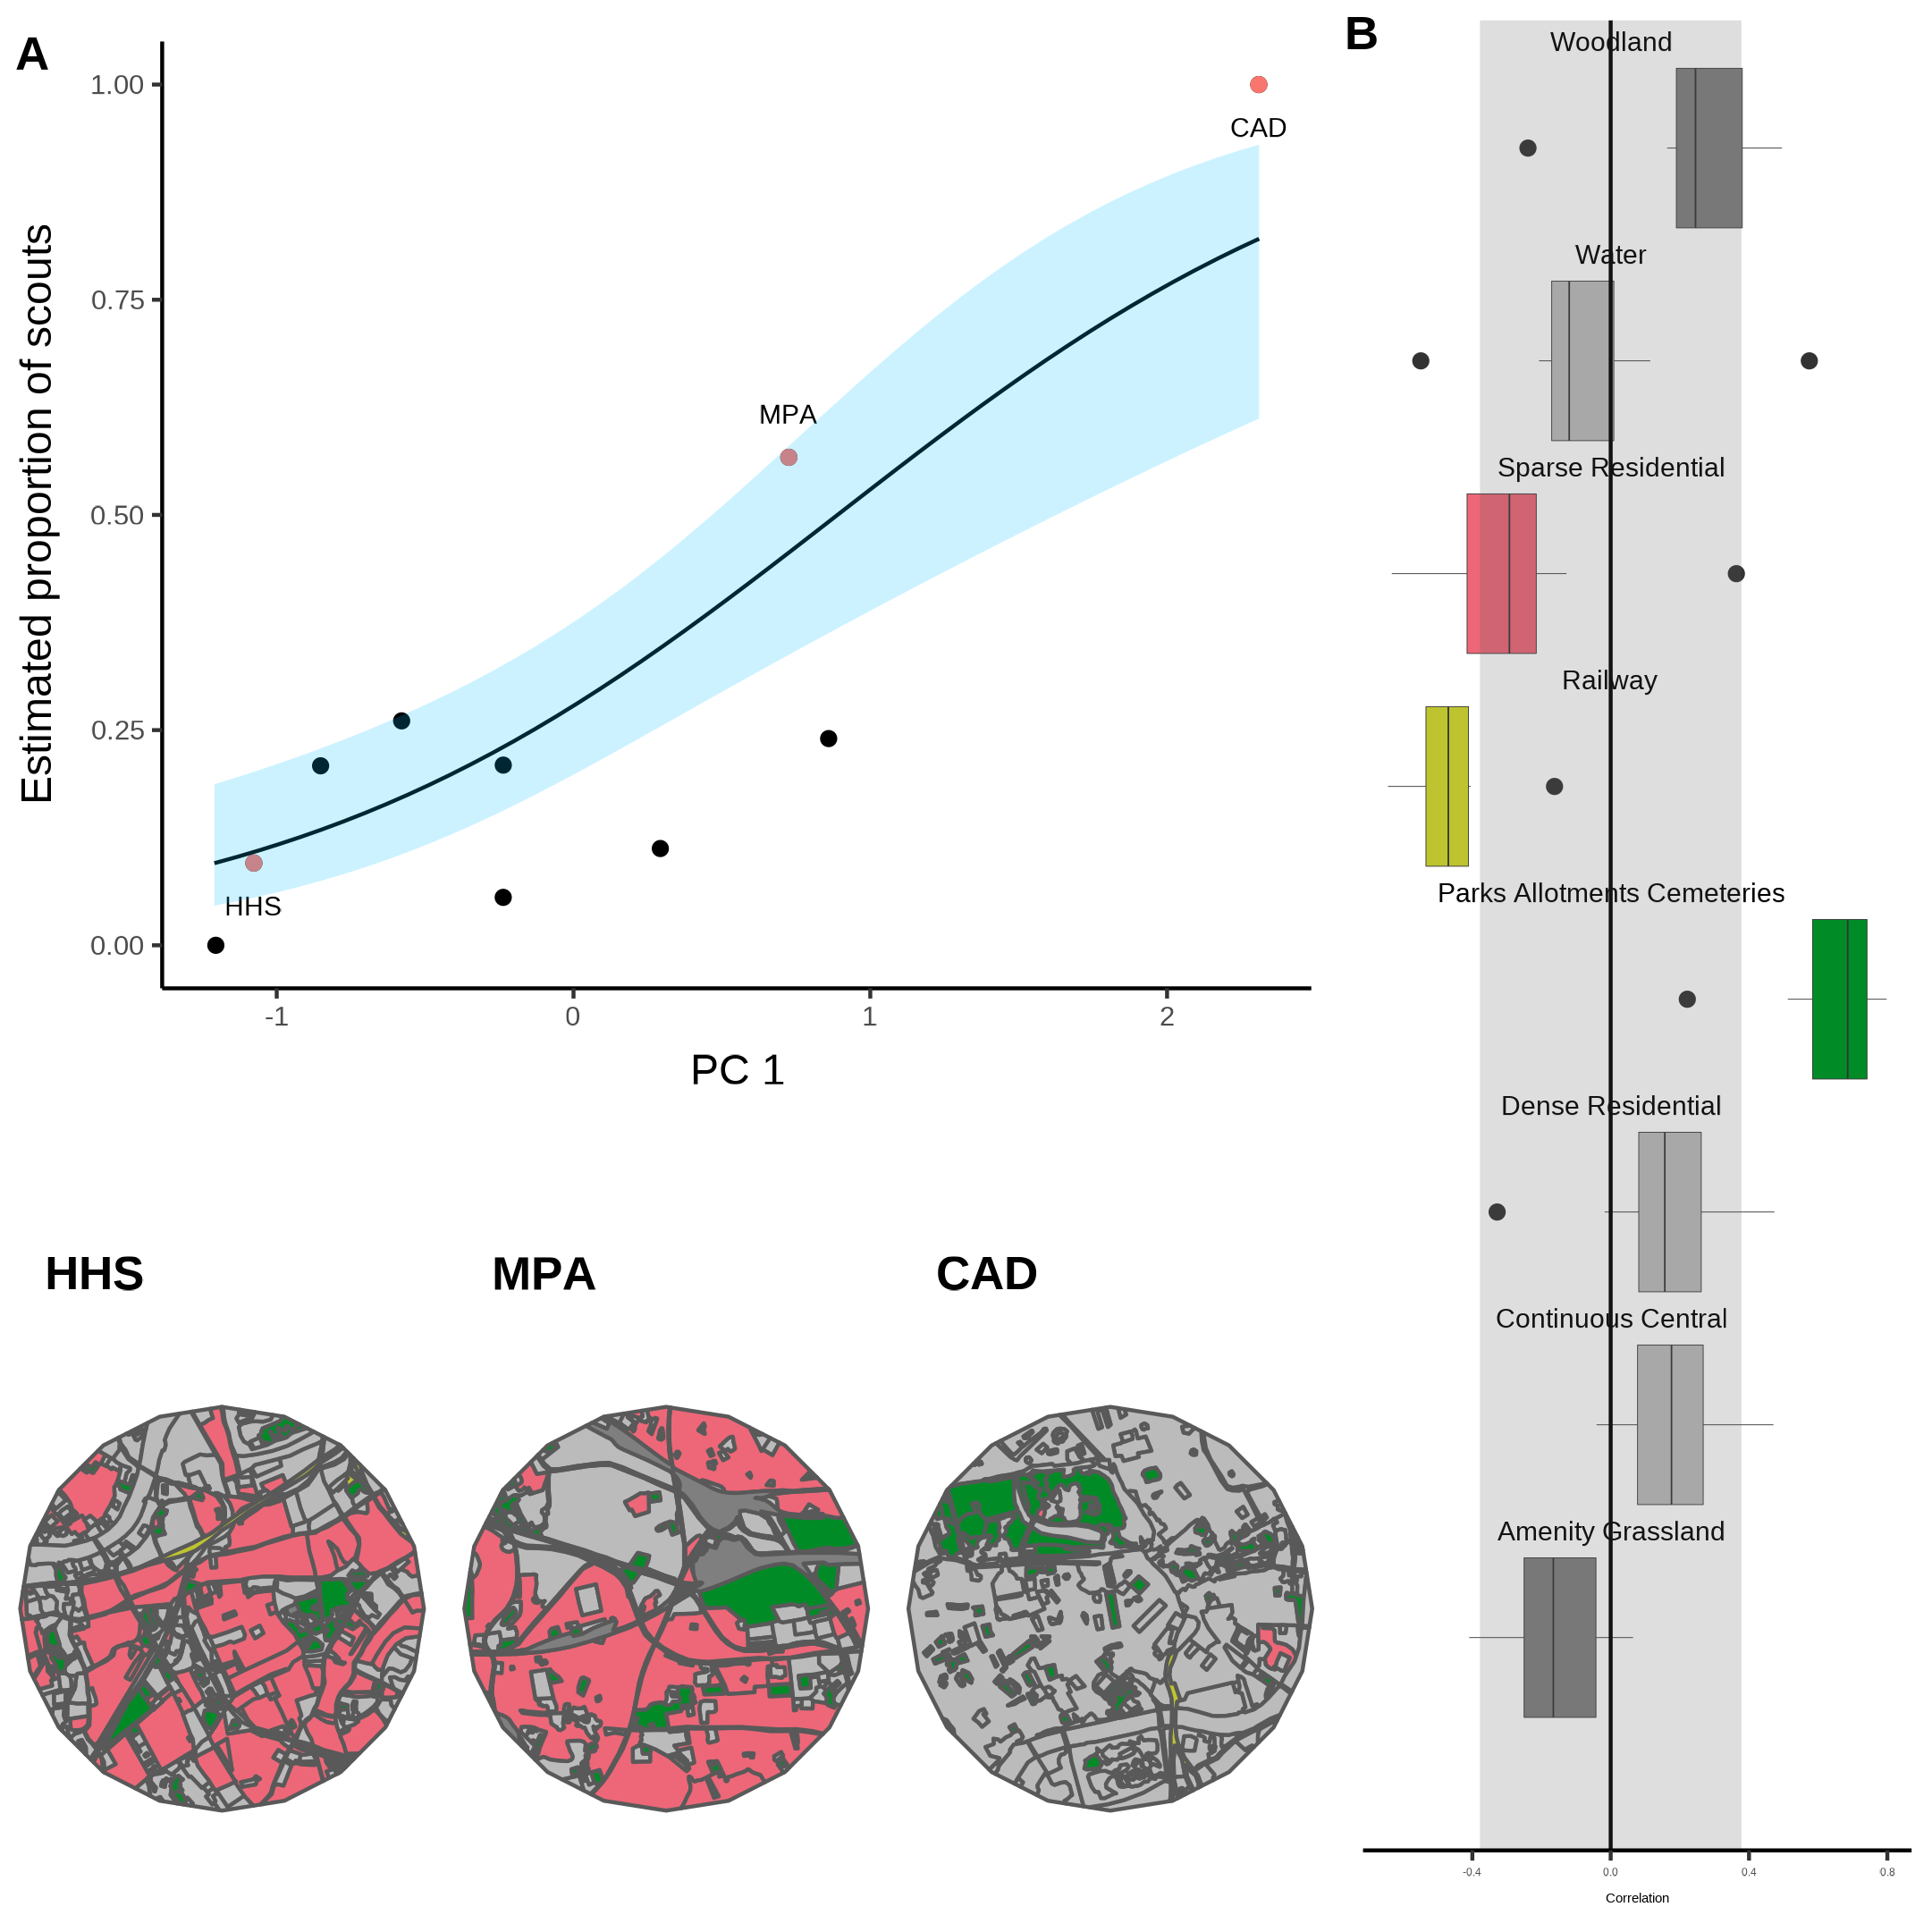 A
Estimated proportion of scouts
1.00
0.75
0.50
0.25
0.00
CAD
MPA
HHS
-1
0
1
2
PC 1
B
Woodland
Water
Sparse Residential
Railway
Parks Allotments Cemeteries
Dense Residential
Continuous Central
Amenity Grassland
-0.4
0.0
0.4
0.8
Correlation
HHS
MPA
CAD